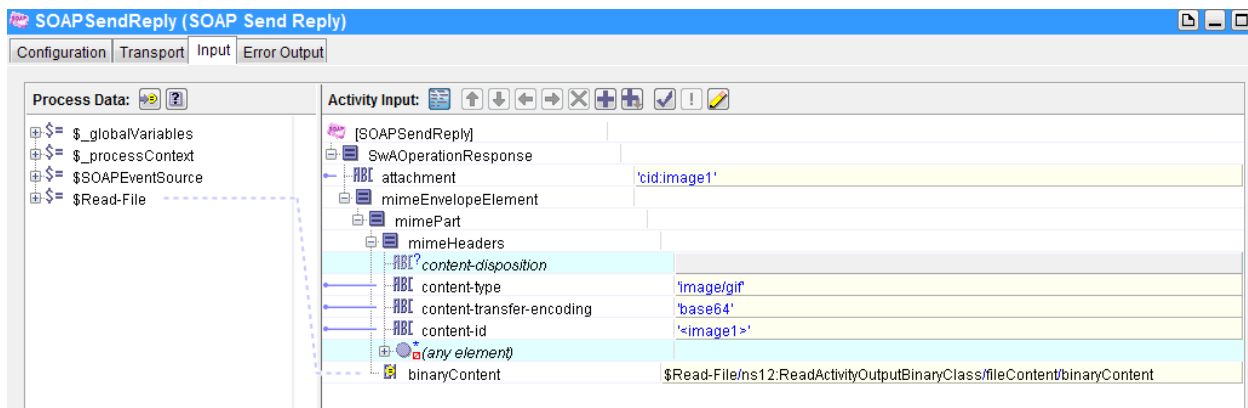 SOAPSendReply (SOAP Send Reply)
Configuration Transport Input Error Output
Process Data:
$_globalVariables
$_processContext
$SOAPEventSource
$Read-File
Activity Input:
[SOAPSendReply]
SwAOperationResponse
attachment 'cid:image1'
mimeEnvelopeElement
mimePart
mimeHeaders
content-disposition
content-type 'image/gif'
content-transfer-encoding 'base64'
content-id '<image1>'
(any element)
binaryContent $Read-File/ns12:ReadActivityOutputBinaryClass/fileContent/binaryContent